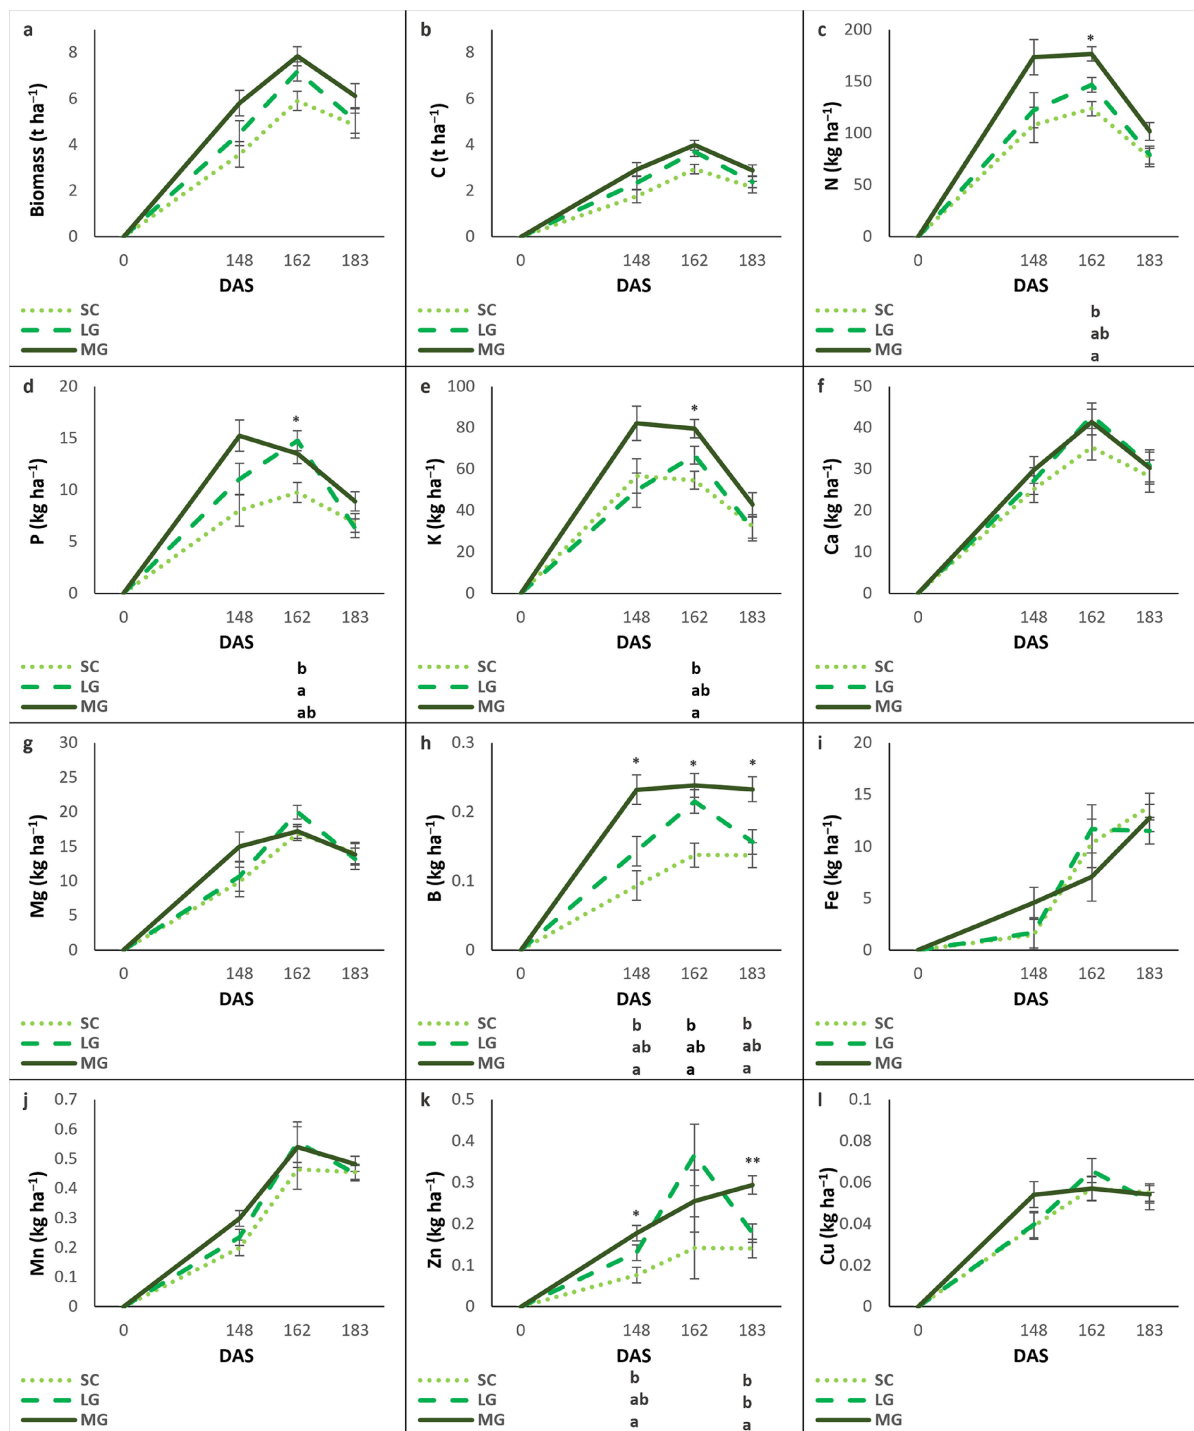 a
Biomass (t ha⁻¹)
8
6
4
2
0
0 148 162 183
DAS
SC
LG
MG
b
C (t ha⁻¹)
8
6
4
2
0
0 148 162 183
DAS
SC
LG
MG
c
N (kg ha⁻¹)
200
150
100
50
0
*
0 148 162 183
DAS
SC b
LG ab
MG a
d
P (kg ha⁻¹)
20
15
10
5
0
*
0 148 162 183
DAS
SC b
LG a
MG ab
e
K (kg ha⁻¹)
100
80
60
40
20
0
*
0 148 162 183
DAS
SC b
LG ab
MG a
f
Ca (kg ha⁻¹)
50
40
30
20
10
0
0 148 162 183
DAS
SC
LG
MG
g
Mg (kg ha⁻¹)
30
25
20
15
10
5
0
0 148 162 183
DAS
SC
LG
MG
h
B (kg ha⁻¹)
0.3
0.2
0.1
0
* * *
0 148 162 183
DAS
SC b b b
LG ab ab ab
MG a a a
i
Fe (kg ha⁻¹)
20
15
10
5
0
0 148 162 183
DAS
SC
LG
MG
j
Mn (kg ha⁻¹)
0.7
0.6
0.5
0.4
0.3
0.2
0.1
0
0 148 162 183
DAS
SC
LG
MG
k
Zn (kg ha⁻¹)
0.5
0.4
0.3
0.2
0.1
0
* **
0 148 162 183
DAS
SC b b
LG ab b
MG a a
l
Cu (kg ha⁻¹)
0.1
0.08
0.06
0.04
0.02
0
0 148 162 183
DAS
SC
LG
MG